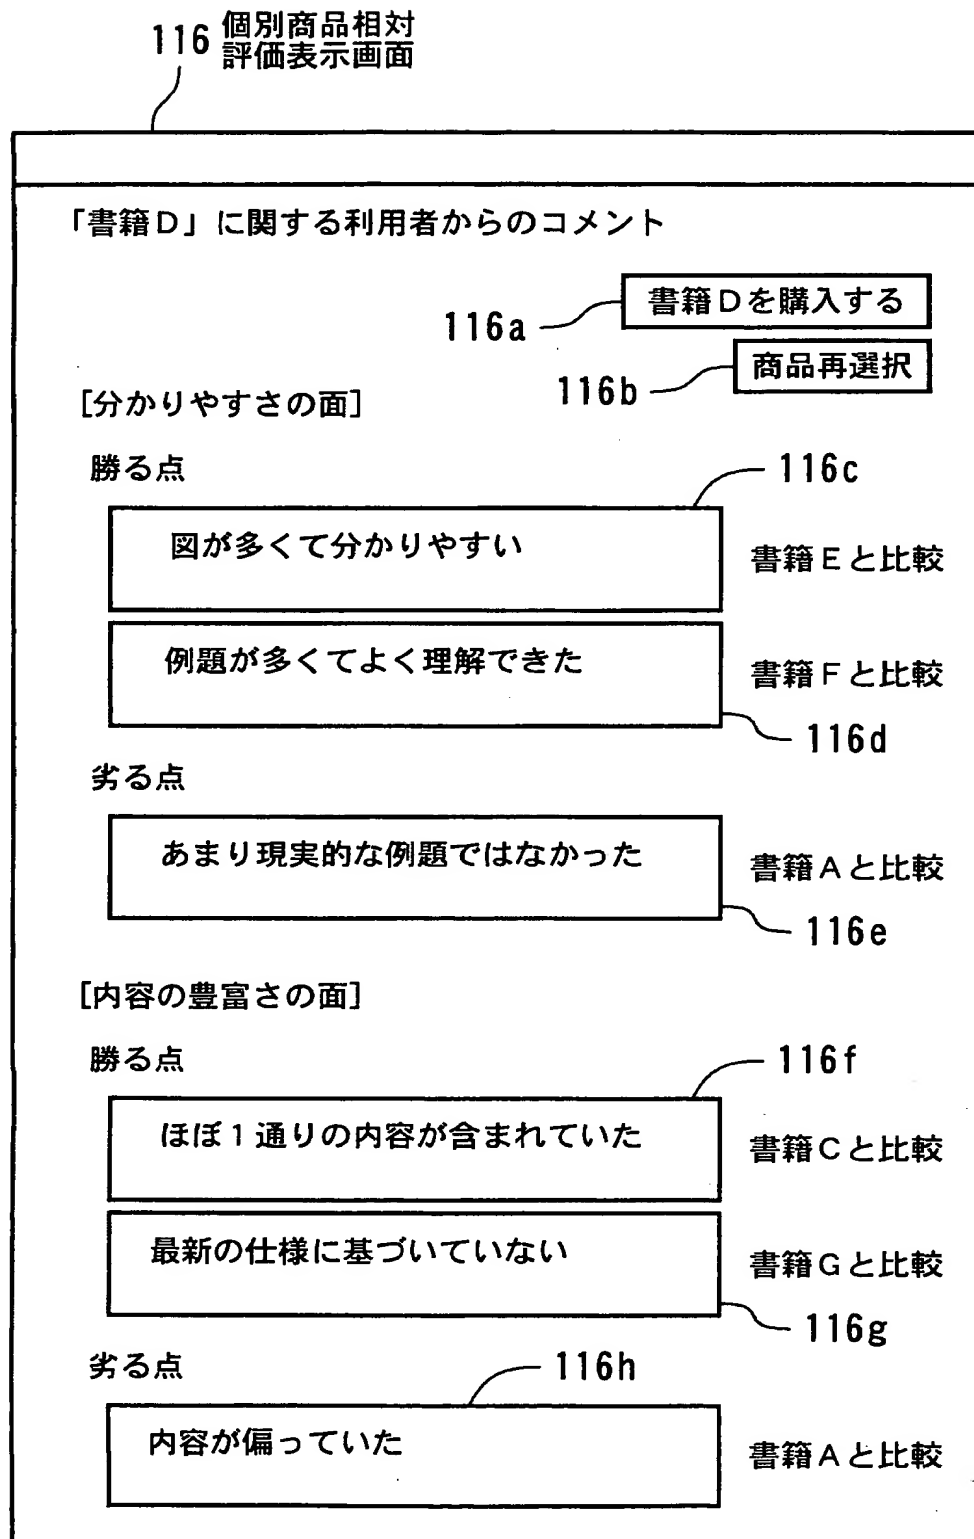 116 個別商品相対
評価表示画面
「書籍D」に関する利用者からのコメント
116a 書籍Dを購入する
116b 商品再選択
[分かりやすさの面]
勝る点
116c
図が多くて分かりやすい 書籍Eと比較
例題が多くてよく理解できた 書籍Fと比較
116d
劣る点
あまり現実的な例題ではなかった 書籍Aと比較
116e
[内容の豊富さの面]
勝る点
116f
ほぼ1通りの内容が含まれていた 書籍Cと比較
最新の仕様に基づいていない 書籍Gと比較
116g
劣る点
116h
内容が偏っていた 書籍Aと比較